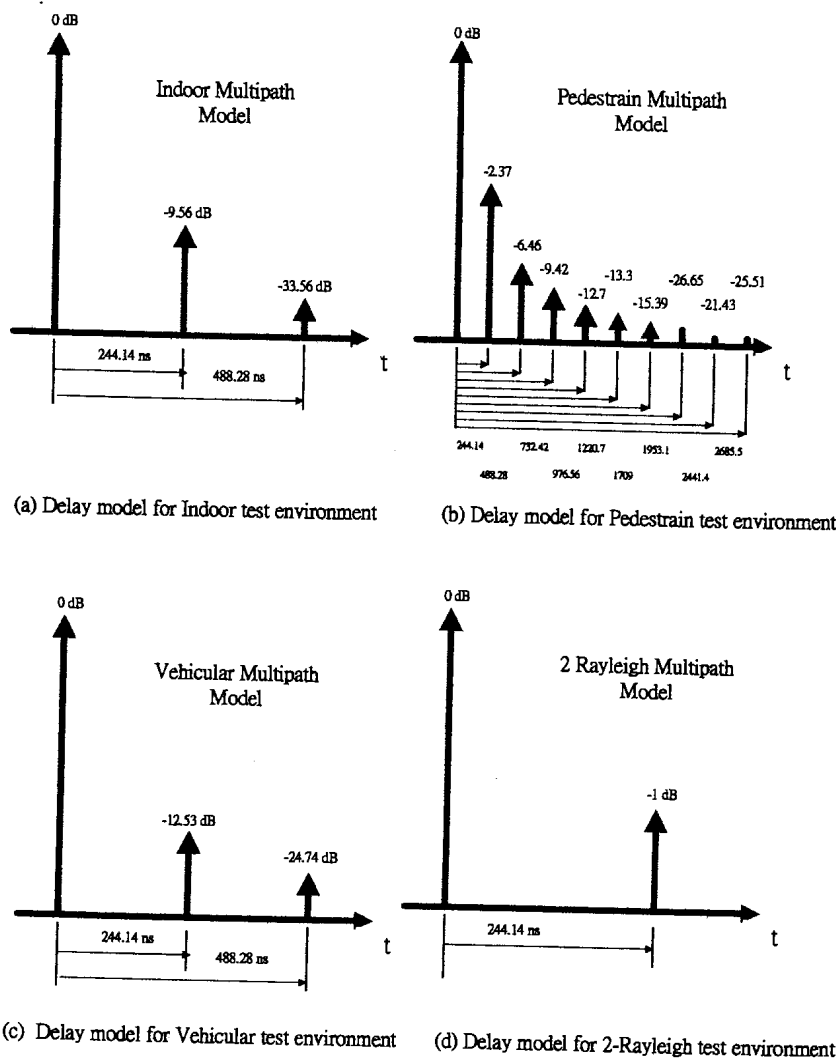 0 dB
Indoor Multipath
Model
-9.56 dB
-33.56 dB
244.14 ns
488.28 ns
t
(a) Delay model for Indoor test environment
0 dB
Pedestrain Multipath
Model
-2.37
-6.46
-9.42
-12.7
-13.3
-15.39
-26.65
-21.43
-25.51
t
244.14
732.42
1220.7
1953.1
2685.5
488.28
976.56
1709
2441.4
(b) Delay model for Pedestrain test environment
0 dB
Vehicular Multipath
Model
-12.53 dB
-24.74 dB
244.14 ns
488.28 ns
t
(c) Delay model for Vehicular test environment
0 dB
2 Rayleigh Multipath
Model
-1 dB
244.14 ns
t
(d) Delay model for 2-Rayleigh test environment